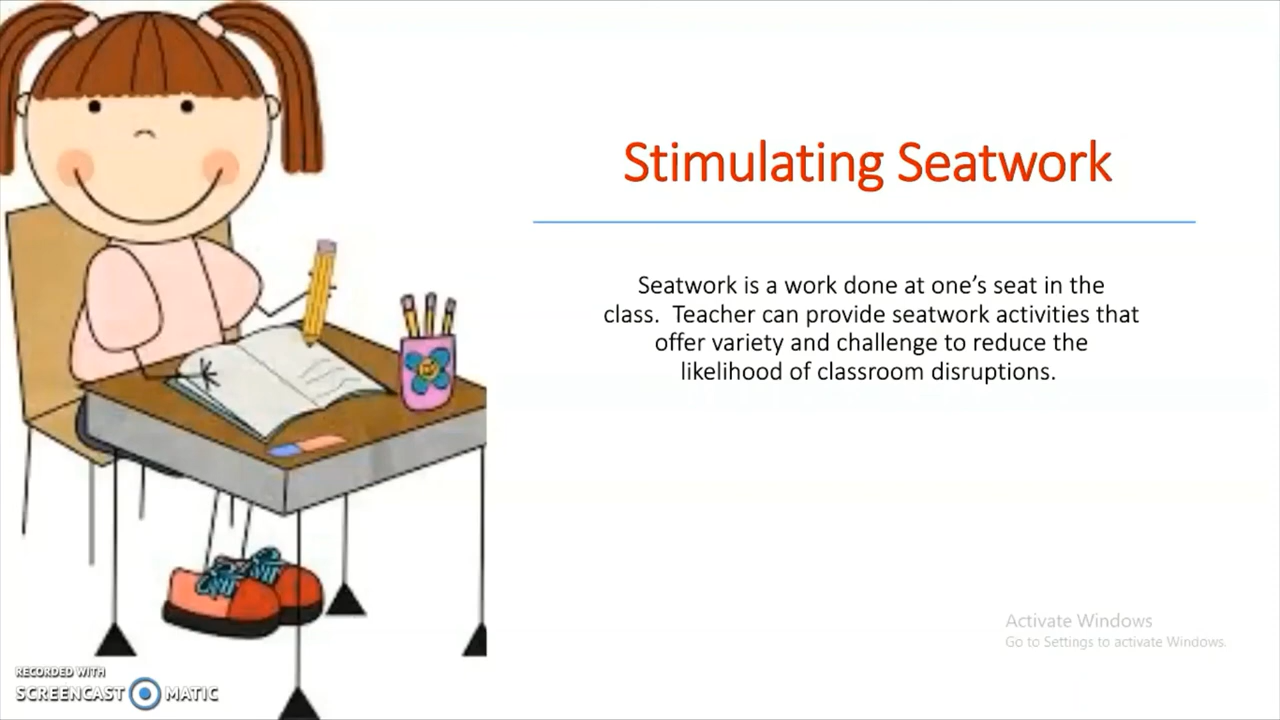 Stimulating Seatwork
Seatwork is a work done at one’s seat in the
class.  Teacher can provide seatwork activities that
offer variety and challenge to reduce the
likelihood of classroom disruptions.
Activate Windows
Go to Settings to activate Windows.
RECORDED WITH
SCREENCAST MATIC